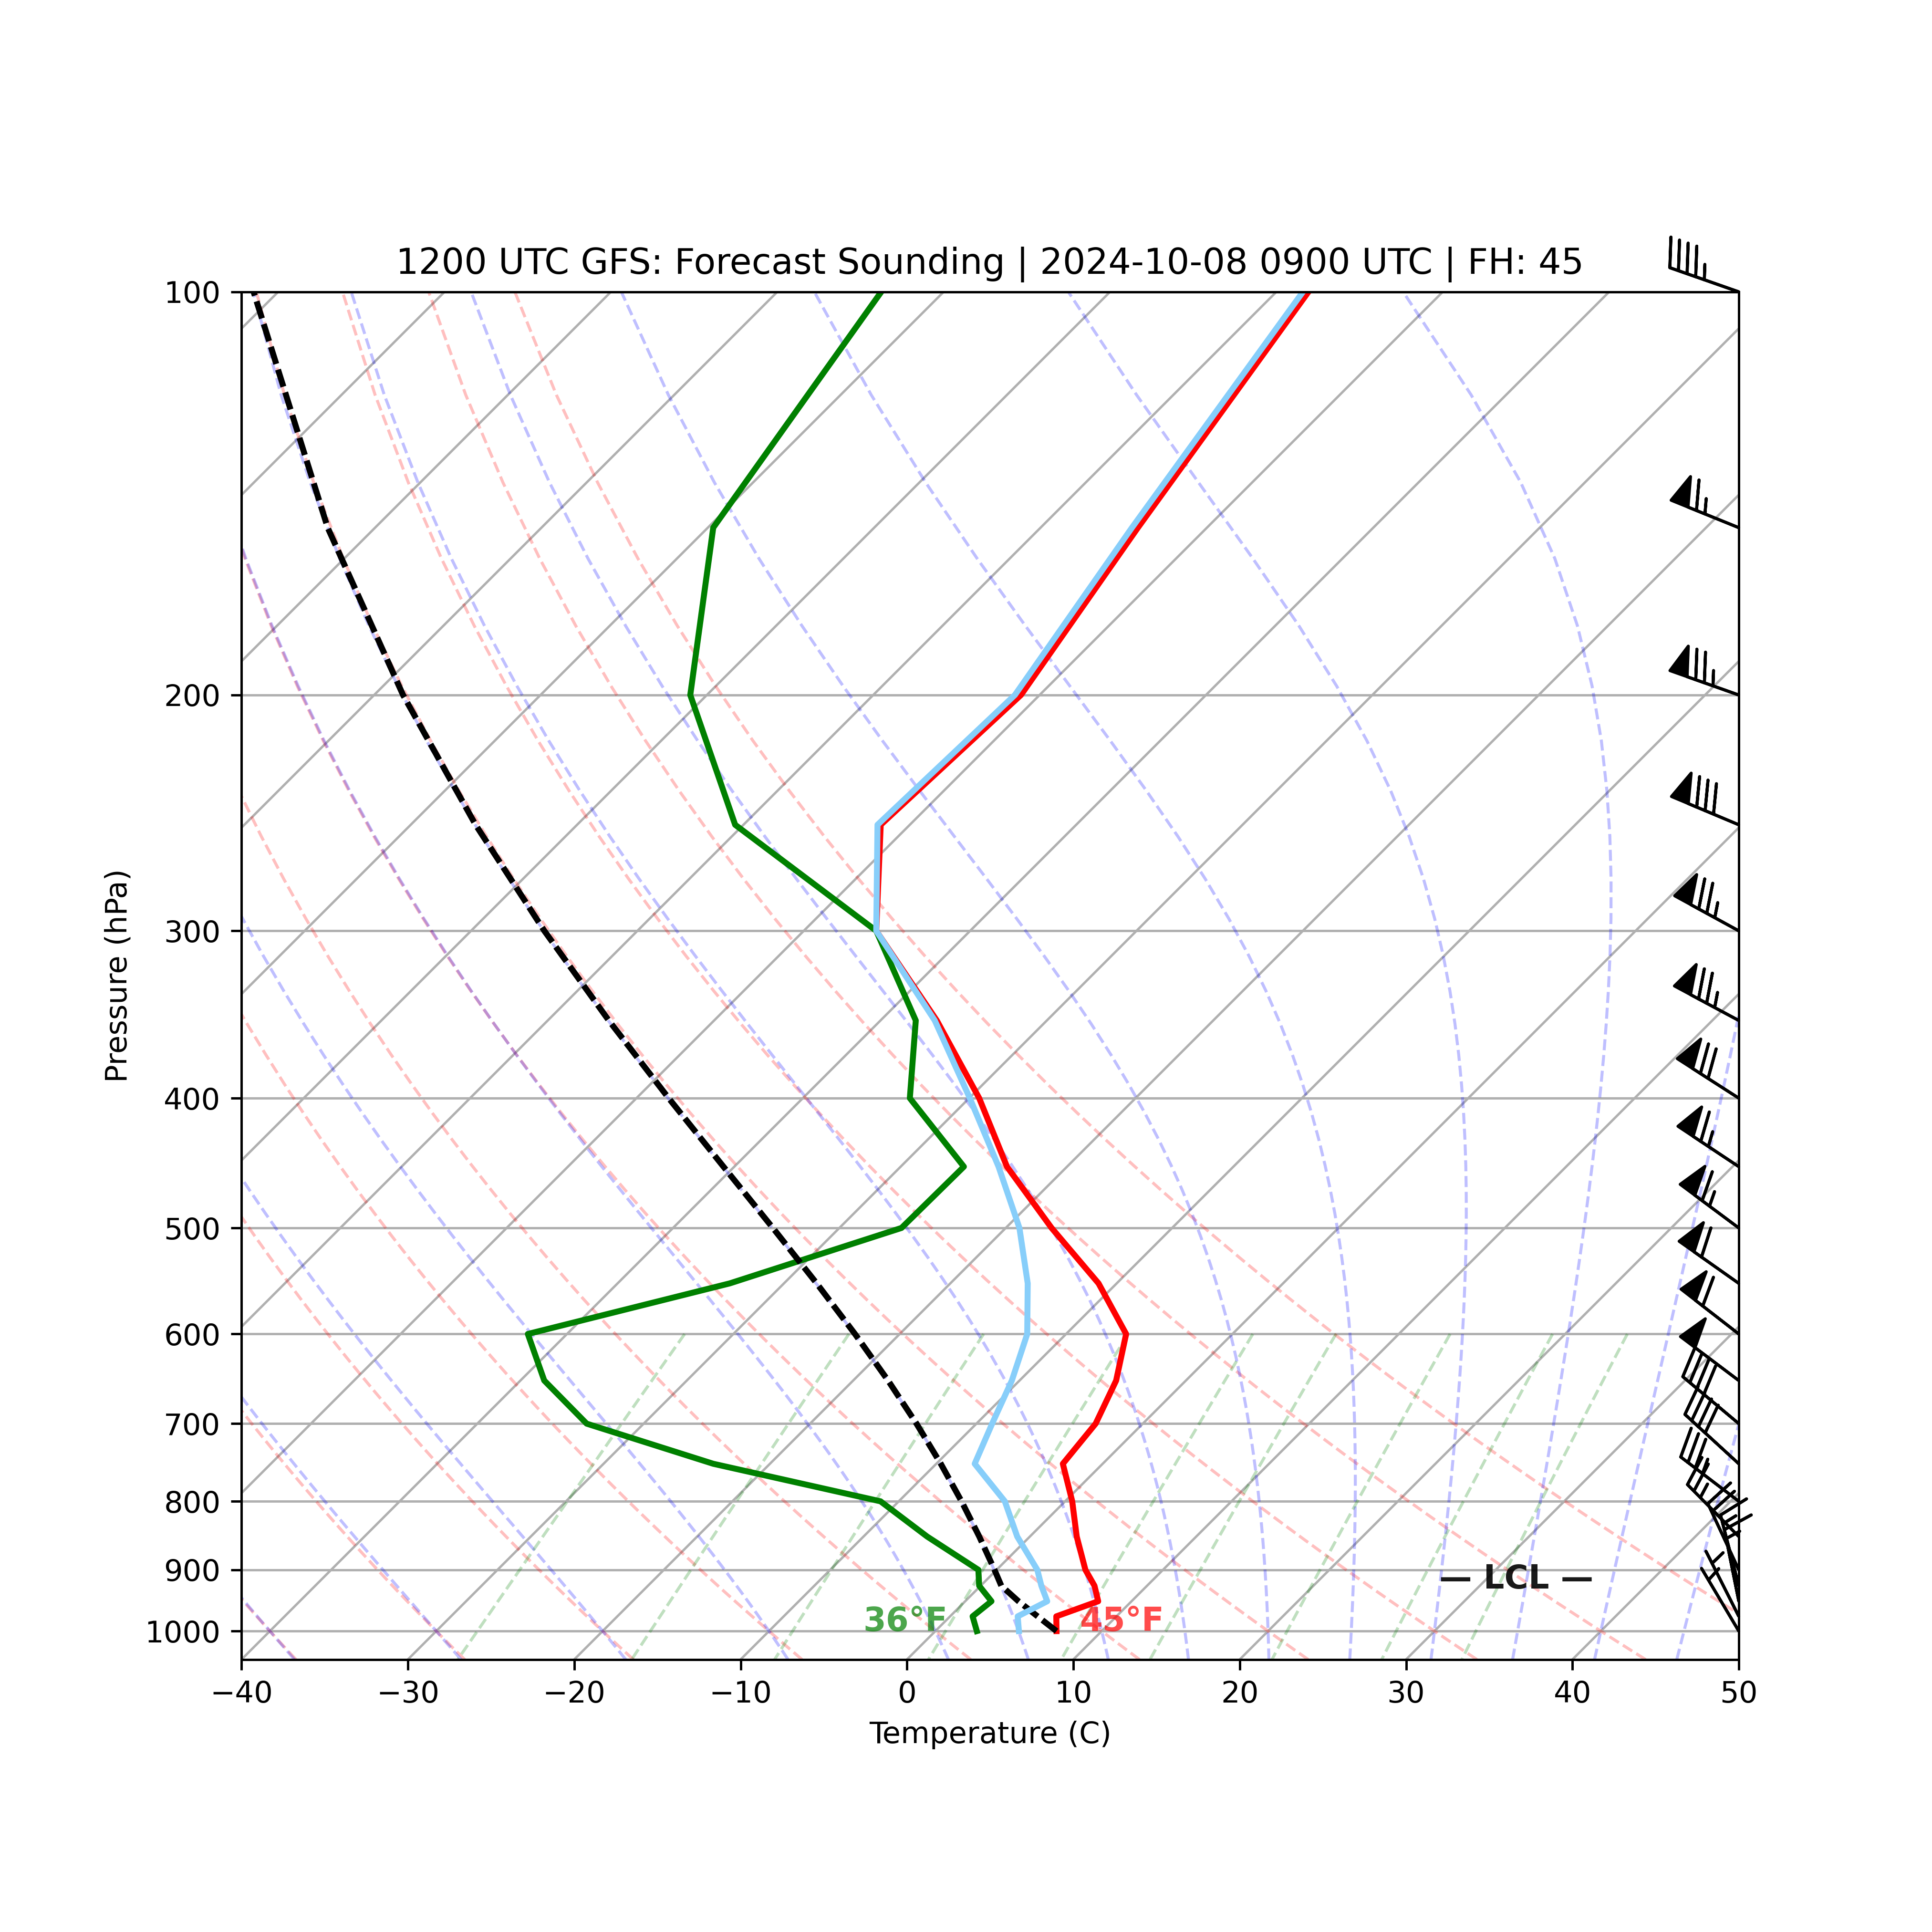 1200 UTC GFS: Forecast Sounding | 2024-10-08 0900 UTC | FH: 45
100
200
300
400
500
600
700
800
900
1000
Pressure (hPa)
— LCL —
36°F
45°F
−40 −30 −20 −10 0 10 20 30 40 50
Temperature (C)